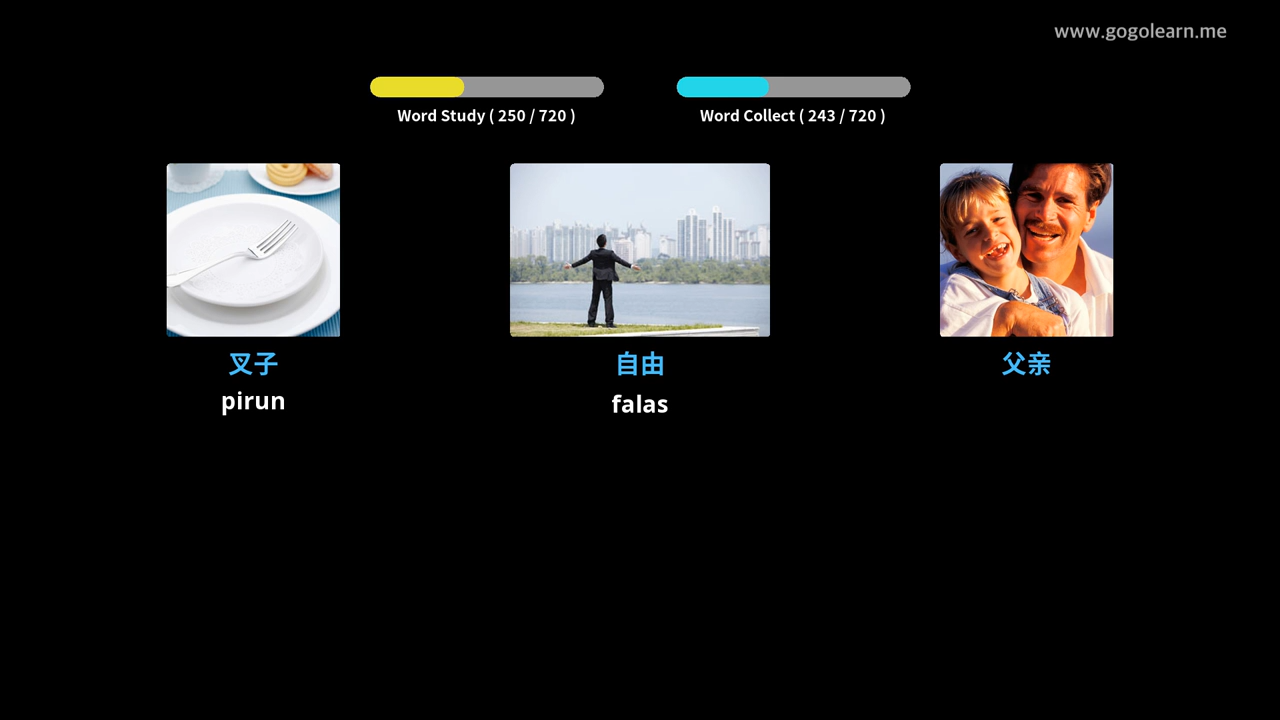 www.gogolearn.me
Word Study ( 250 / 720 )
Word Collect ( 243 / 720 )
叉子
pirun
自由
falas
父亲